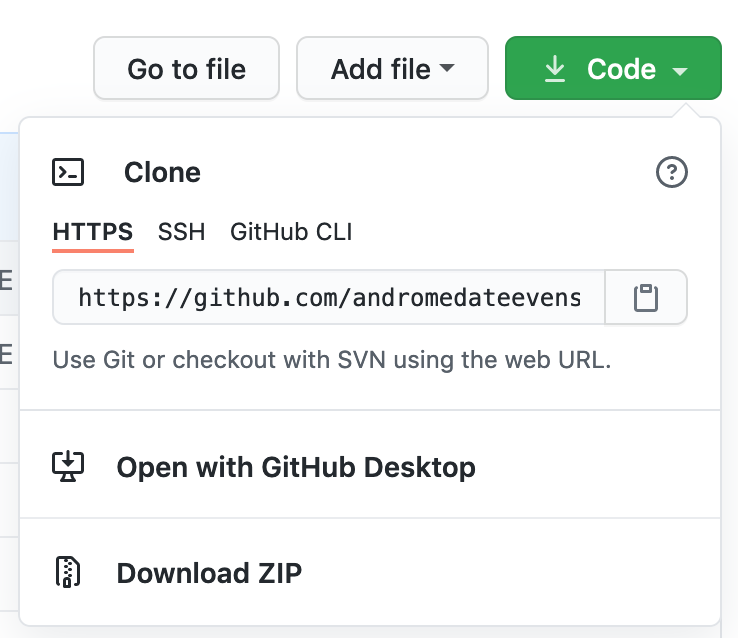 Go to file
Add file
Code
Clone
HTTPS SSH GitHub CLI
https://github.com/andromedateevens
Use Git or checkout with SVN using the web URL.
Open with GitHub Desktop
Download ZIP
E
E